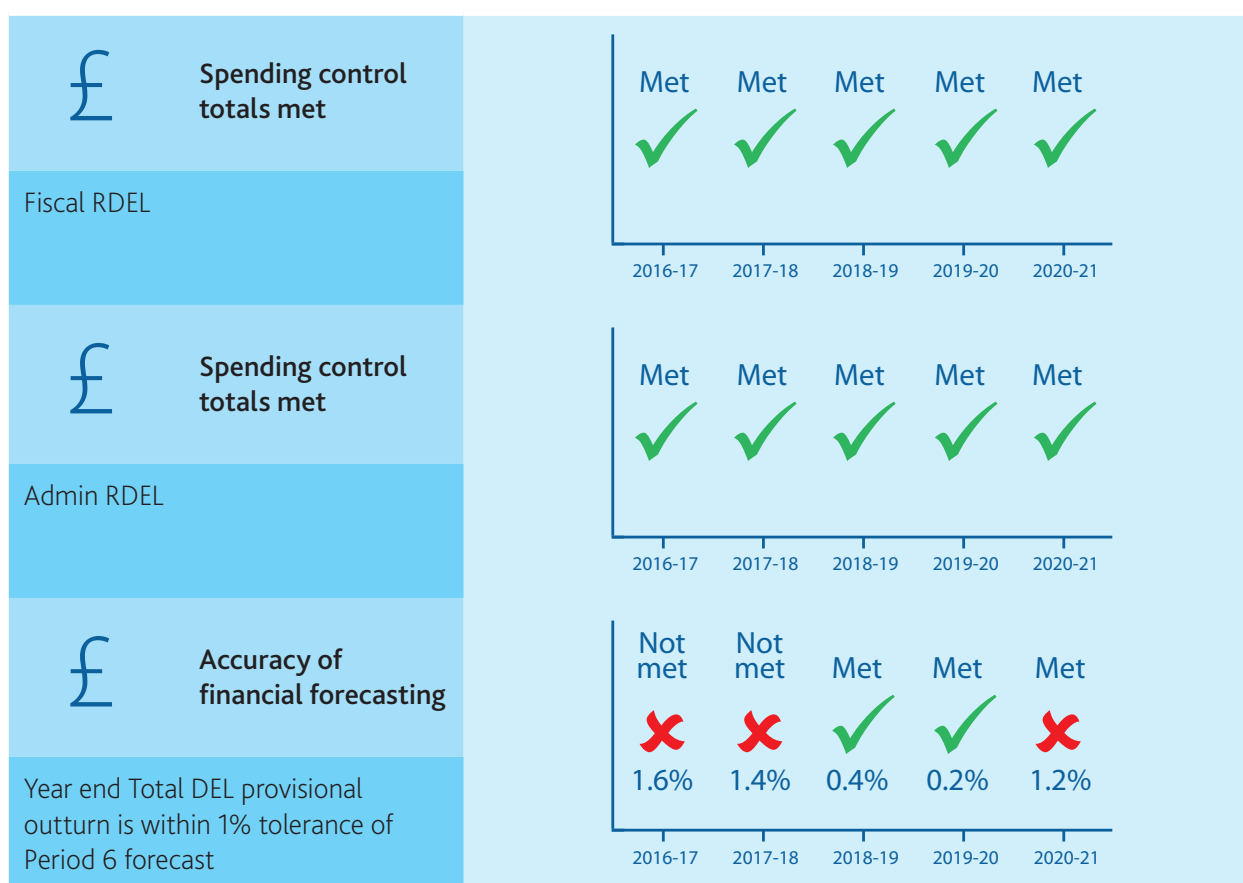 £
Spending control
totals met
Fiscal RDEL
Met Met Met Met Met
2016-17 2017-18 2018-19 2019-20 2020-21
£
Spending control
totals met
Admin RDEL
Met Met Met Met Met
2016-17 2017-18 2018-19 2019-20 2020-21
£
Accuracy of
financial forecasting
Year end Total DEL provisional
outturn is within 1% tolerance of
Period 6 forecast
Not Not
met met Met Met Met
1.6% 1.4% 0.4% 0.2% 1.2%
2016-17 2017-18 2018-19 2019-20 2020-21